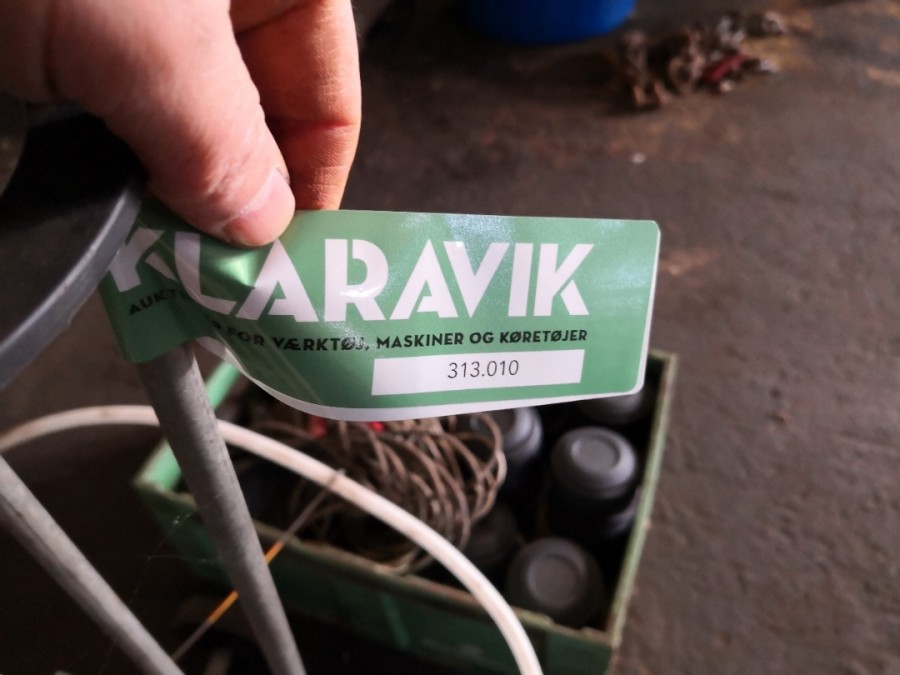 KLARAVIK
FOR VÆRKTØJ, MASKINER OG KØRETØJER
313.010